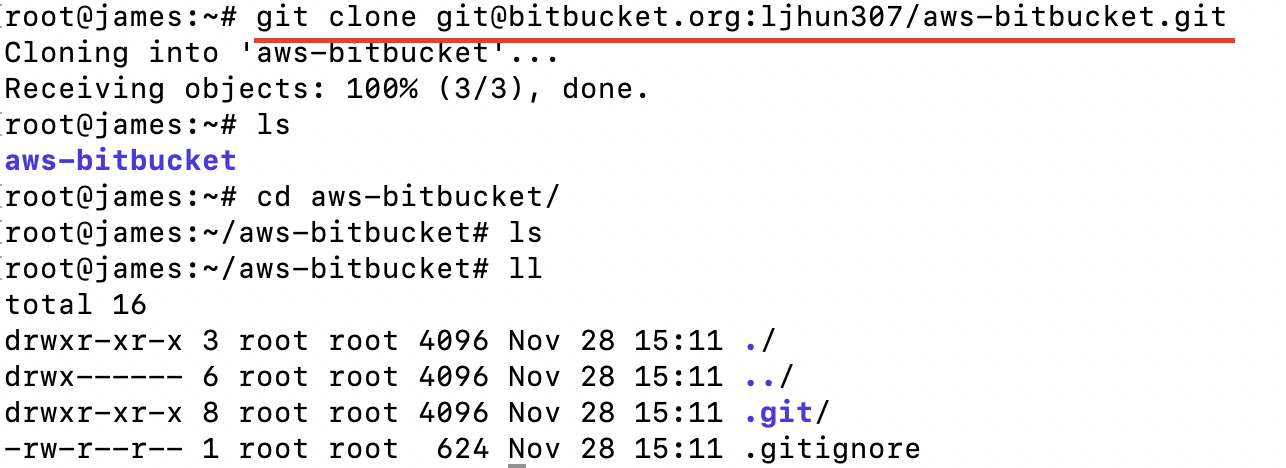 root@james:~# git clone git@bitbucket.org:ljhun307/aws-bitbucket.git
Cloning into 'aws-bitbucket'...
Receiving objects: 100% (3/3), done.
root@james:~# ls
aws-bitbucket
root@james:~# cd aws-bitbucket/
root@james:~/aws-bitbucket# ls
root@james:~/aws-bitbucket# ll
total 16
drwxr-xr-x 3 root root 4096 Nov 28 15:11 ./
drwx------ 6 root root 4096 Nov 28 15:11 ../
drwxr-xr-x 8 root root 4096 Nov 28 15:11 .git/
-rw-r--r-- 1 root root  624 Nov 28 15:11 .gitignore